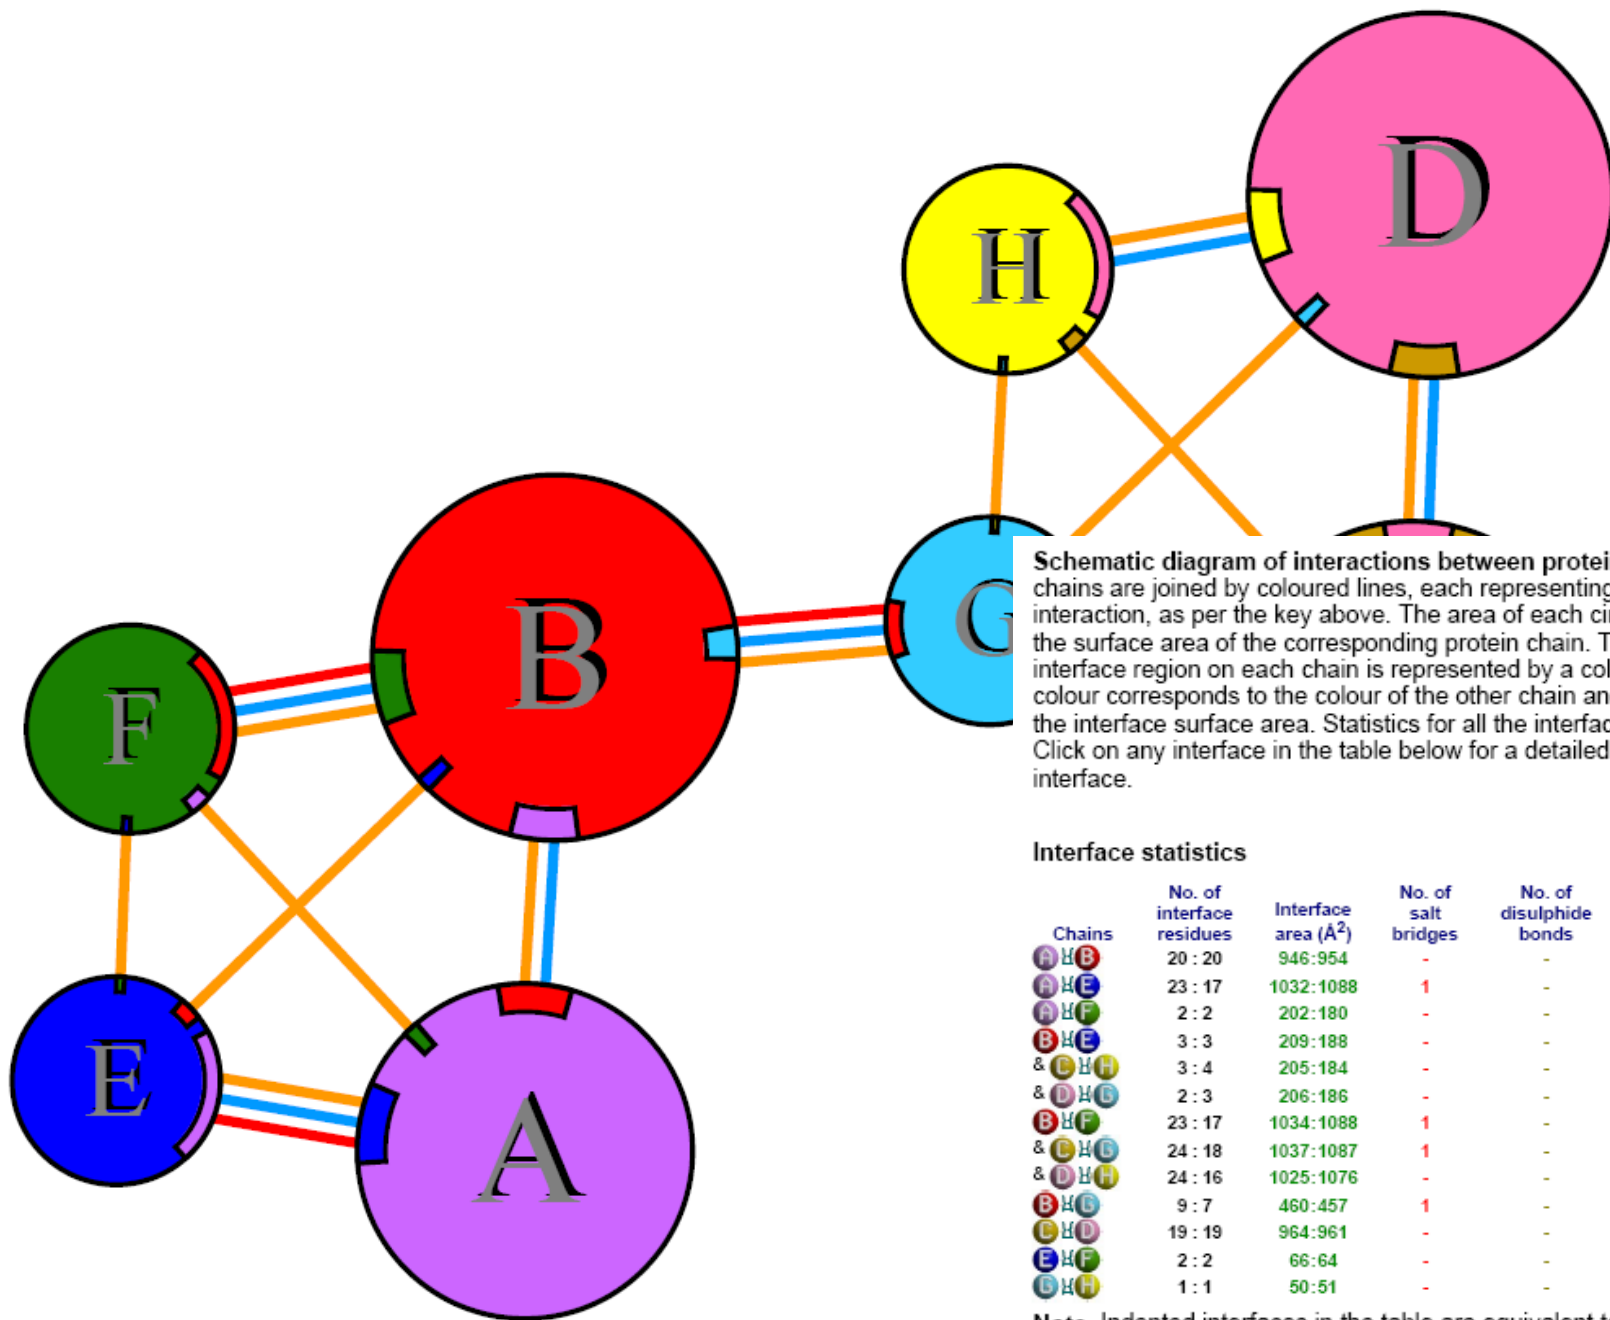 D
H
B
G
F
E
A
Schematic diagram of interactions between
chains are joined by coloured lines, each representing
interaction, as per the key above. The area of each
the surface area of the corresponding protein chain.
interface region on each chain is represented by a
colour corresponds to the colour of the other chain
the interface surface area. Statistics for all the
Click on any interface in the table below for a detailed
interface.
Interface statistics
Chains No. of interface residues Interface area (Å²) No. of salt bridges No. of disulphide bonds
A B 20 : 20 946:954 - -
A E 23 : 17 1032:1088 1 -
A F 2 : 2 202:180 - -
B E 3 : 3 209:188 - -
& C H 3 : 4 205:184 - -
& D G 2 : 3 206:186 - -
B F 23 : 17 1034:1088 1 -
& C G 24 : 18 1037:1087 1 -
& D H 24 : 16 1025:1076 - -
B G 9 : 7 460:457 1 -
C D 19 : 19 964:961 - -
E F 2 : 2 66:64 - -
G H 1 : 1 50:51 - -
Indented interfaces in the table are equivalent